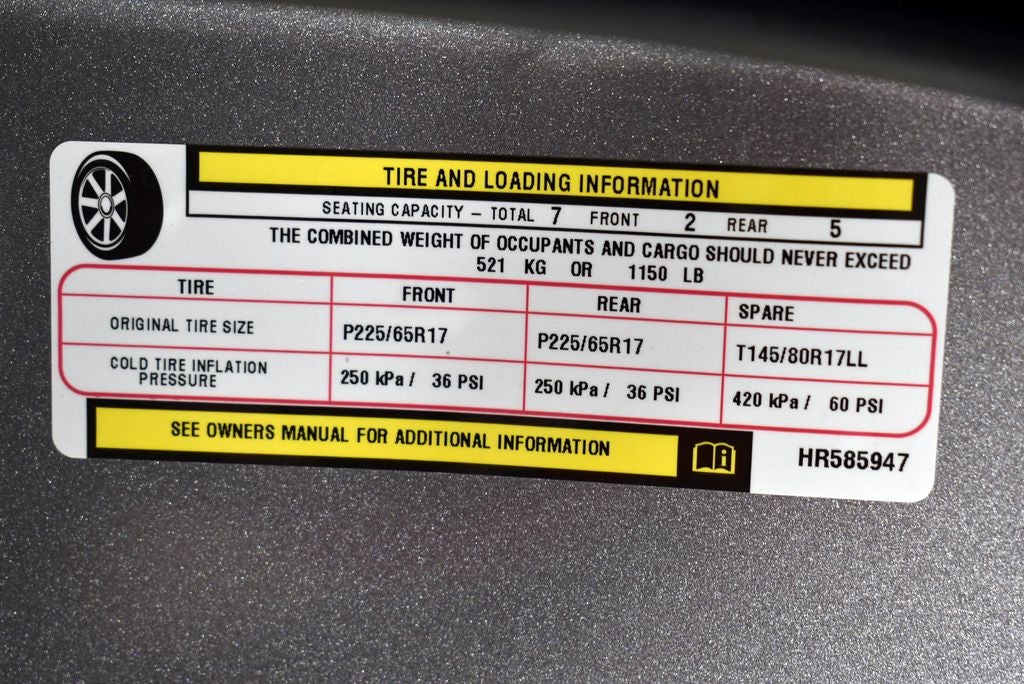 TIRE AND LOADING INFORMATION
SEATING CAPACITY – TOTAL 7 FRONT 2 REAR 5
THE COMBINED WEIGHT OF OCCUPANTS AND CARGO SHOULD NEVER EXCEED
521 KG OR 1150 LB
TIRE FRONT REAR SPARE
ORIGINAL TIRE SIZE P225/65R17 P225/65R17 T145/80R17LL
COLD TIRE INFLATION
PRESSURE 250 kPa / 36 PSI 250 kPa / 36 PSI 420 kPa / 60 PSI
SEE OWNERS MANUAL FOR ADDITIONAL INFORMATION
HR585947